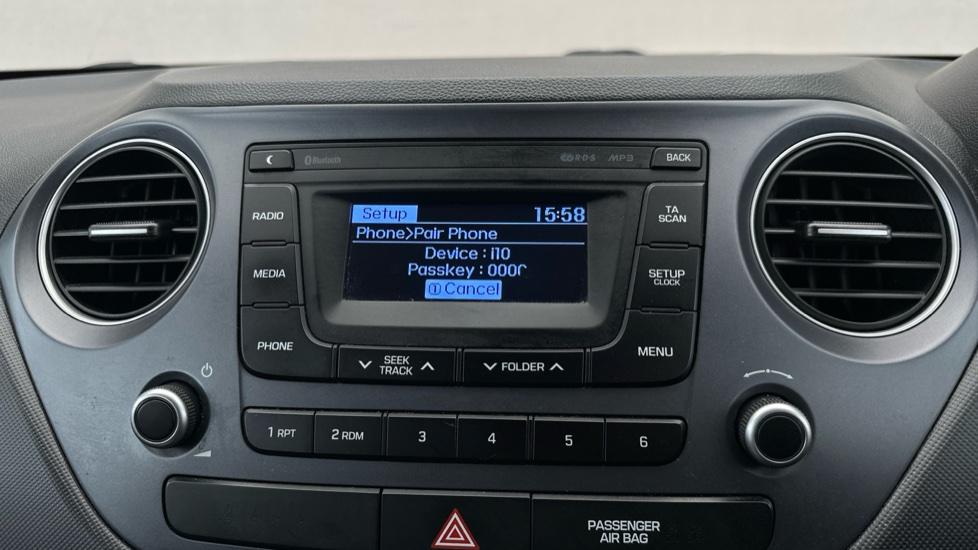 Bluetooth
RDS
MP3
BACK
RADIO
Setup
15:58
TA
SCAN
Phone>Pair Phone
MEDIA
Device : i10
Passkey : 0000
① Cancel
SETUP
CLOCK
PHONE
SEEK
TRACK
FOLDER
MENU
1 RPT
2 RDM
3
4
5
6
PASSENGER
AIR BAG